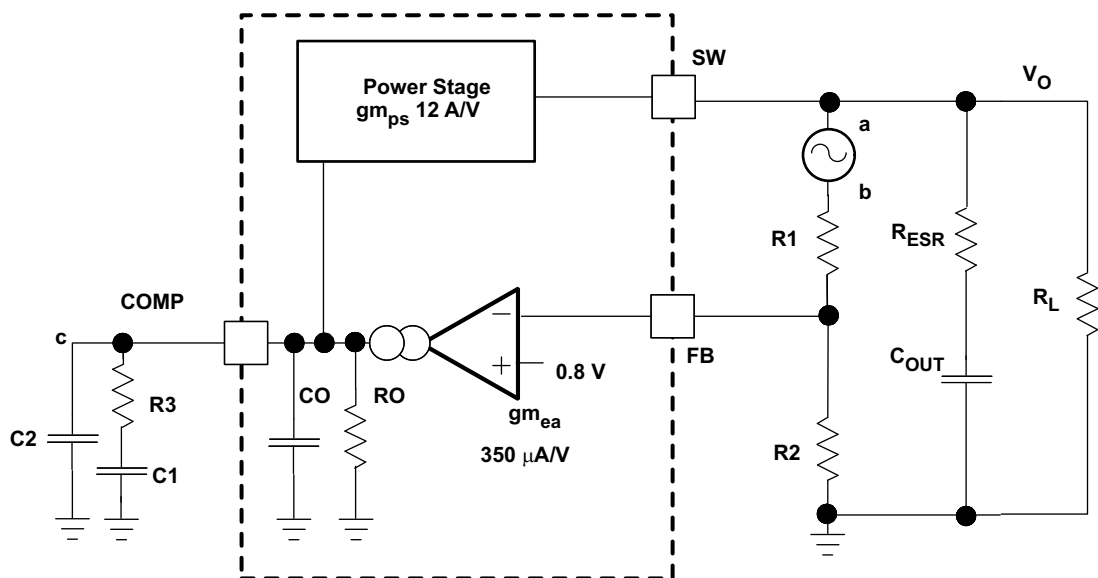 SW
Power Stage
gm_ps 12 A/V
V_O
a
b
R1
R_ESR
R_L
COMP
c
R3
C2
C1
CO
RO
−
+
0.8 V
gm_ea
350 μA/V
FB
C_OUT
R2